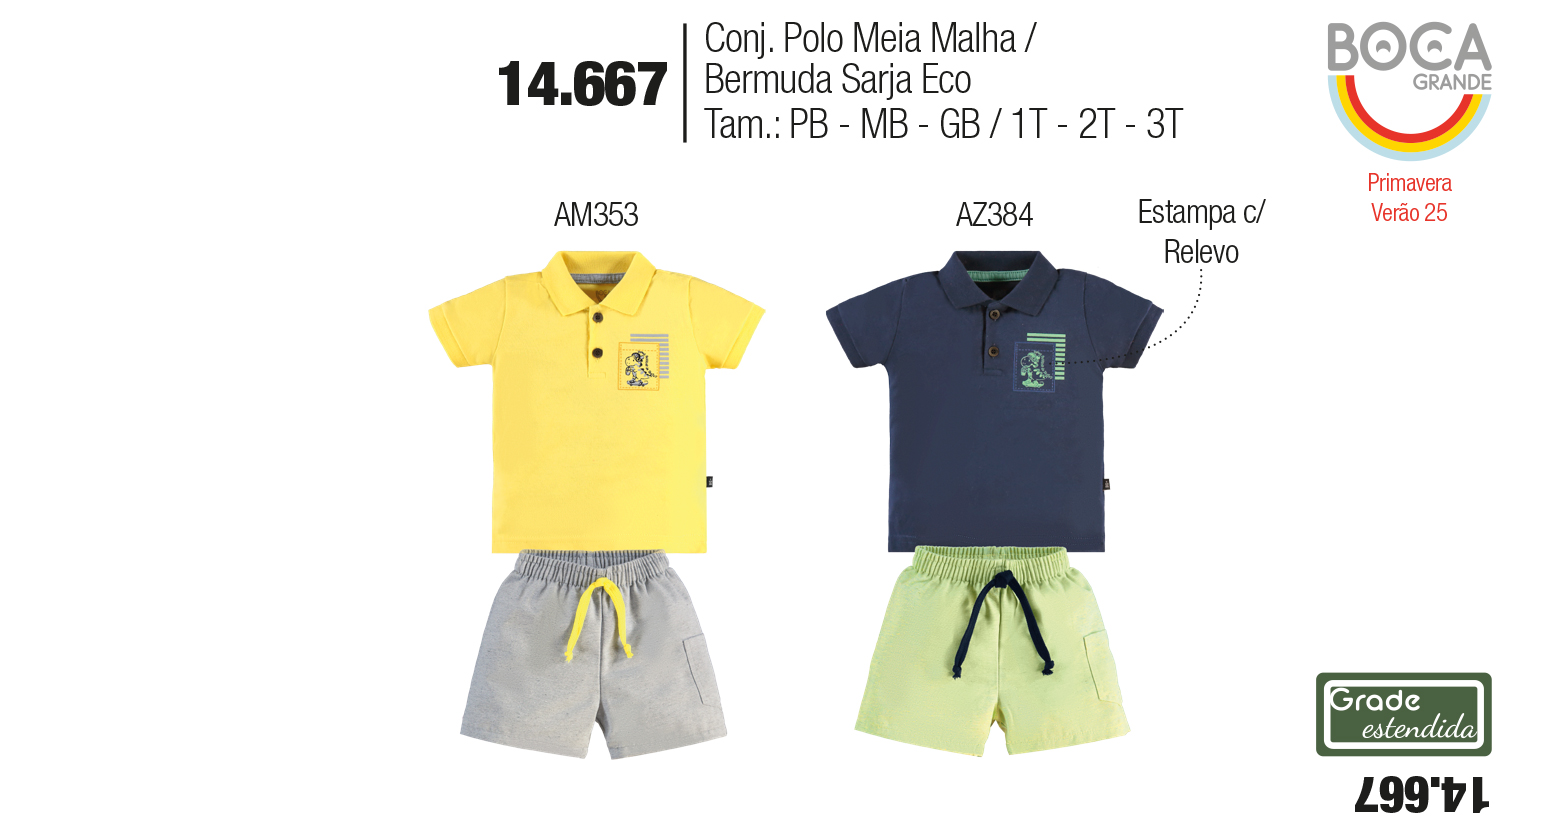 14.667
Conj. Polo Meia Malha /
Bermuda Sarja Eco
Tam.: PB - MB - GB / 1T - 2T - 3T
BOCA
GRANDE
Primavera
Verão 25
AM353
AZ384
Estampa c/
Relevo
BOCA
Grade
estendida
14.667